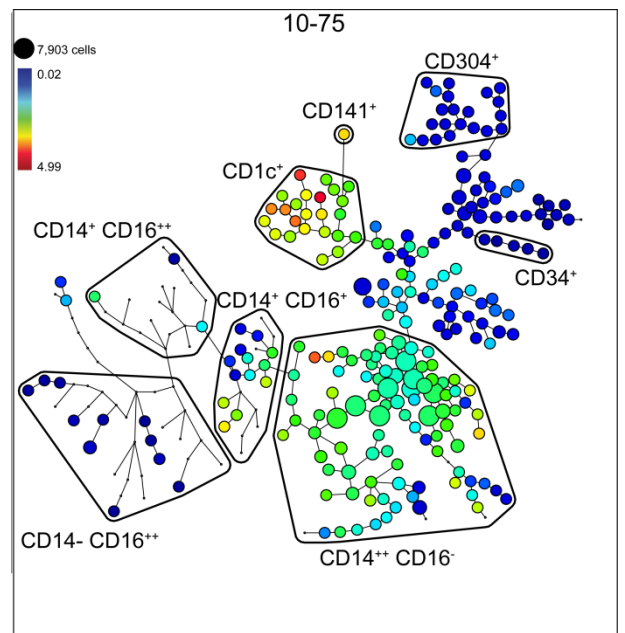 10-75
7,903 cells
0.02
4.99
CD304⁺
CD141⁺
CD1c⁺
CD14⁺ CD16⁺⁺
CD14⁺ CD16⁺
CD34⁺
CD14- CD16⁺⁺
CD14⁺⁺ CD16⁻